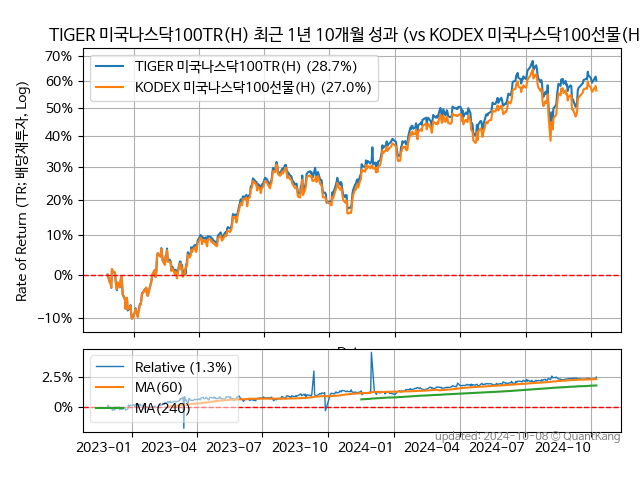 TIGER 미국나스닥100TR(H) 최근 1년 10개월 성과 (vs KODEX 미국나스닥100선물(H
70%
60%
50%
40%
30%
20%
10%
0%
−10%
Rate of Return (TR: 배당재투자, Log)
TIGER 미국나스닥100TR(H) (28.7%)
KODEX 미국나스닥100선물(H) (27.0%)
2.5%
0%
Relative (1.3%)
MA(60)
MA(240)
2023−01 2023−04 2023−07 2023−10 2024−01 2024−04 2024−07 2024−10
updated: 2024−10−08 © QuantKang